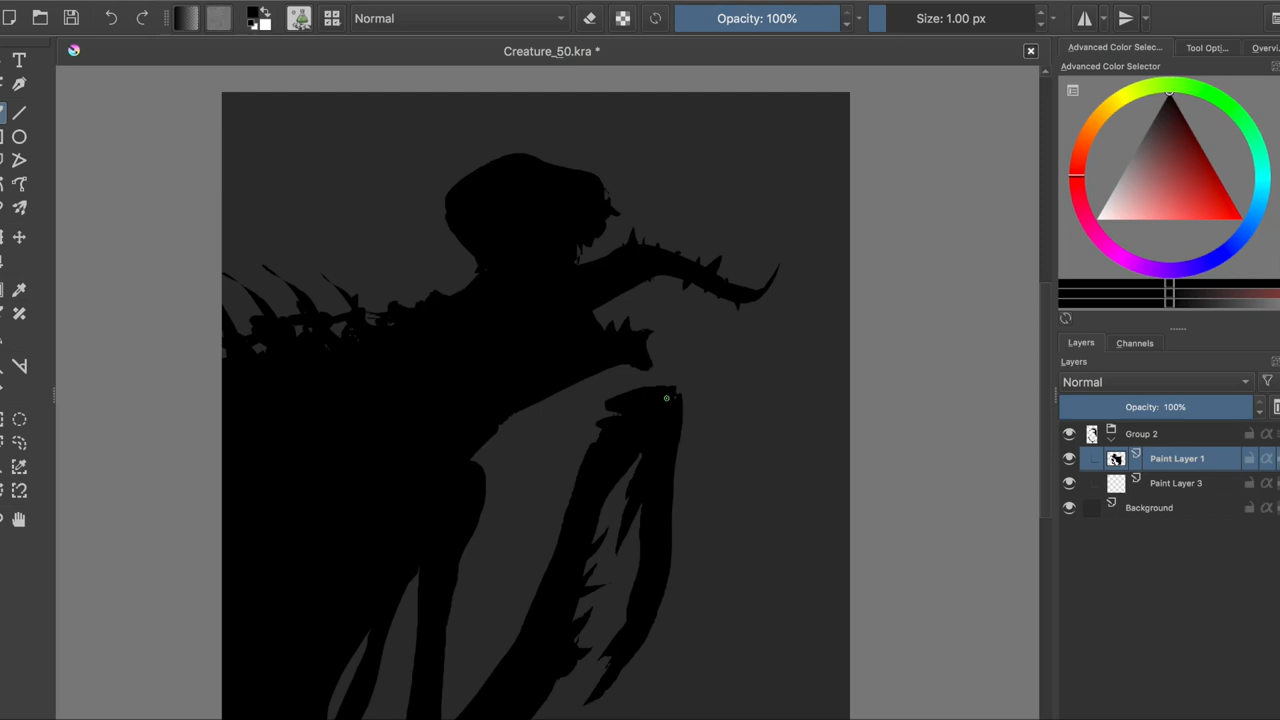 Normal
Opacity: 100%
Size: 1.00 px
Creature_50.kra *
Advanced Color Selec...
Tool Opti...
Overvi
Advanced Color Selector
Layers
Channels
Layers
Normal
Opacity: 100%
Group 2
Paint Layer 1
Paint Layer 3
Background